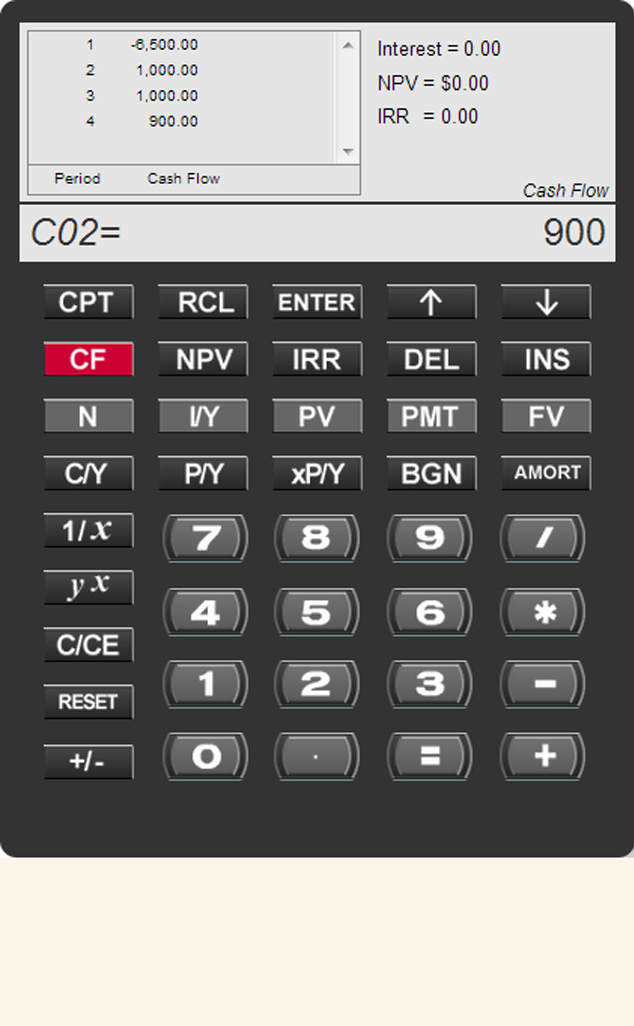 1 -6,500.00
2 1,000.00
3 1,000.00
4 900.00
Period Cash Flow
Interest = 0.00
NPV = $0.00
IRR = 0.00
Cash Flow
C02= 900
CPT RCL ENTER ↑ ↓
CF NPV IRR DEL INS
N I/Y PV PMT FV
C/Y P/Y xP/Y BGN AMORT
1/x 7 8 9 /
y x 4 5 6 *
C/CE 1 2 3 -
RESET
+/- 0 . = +